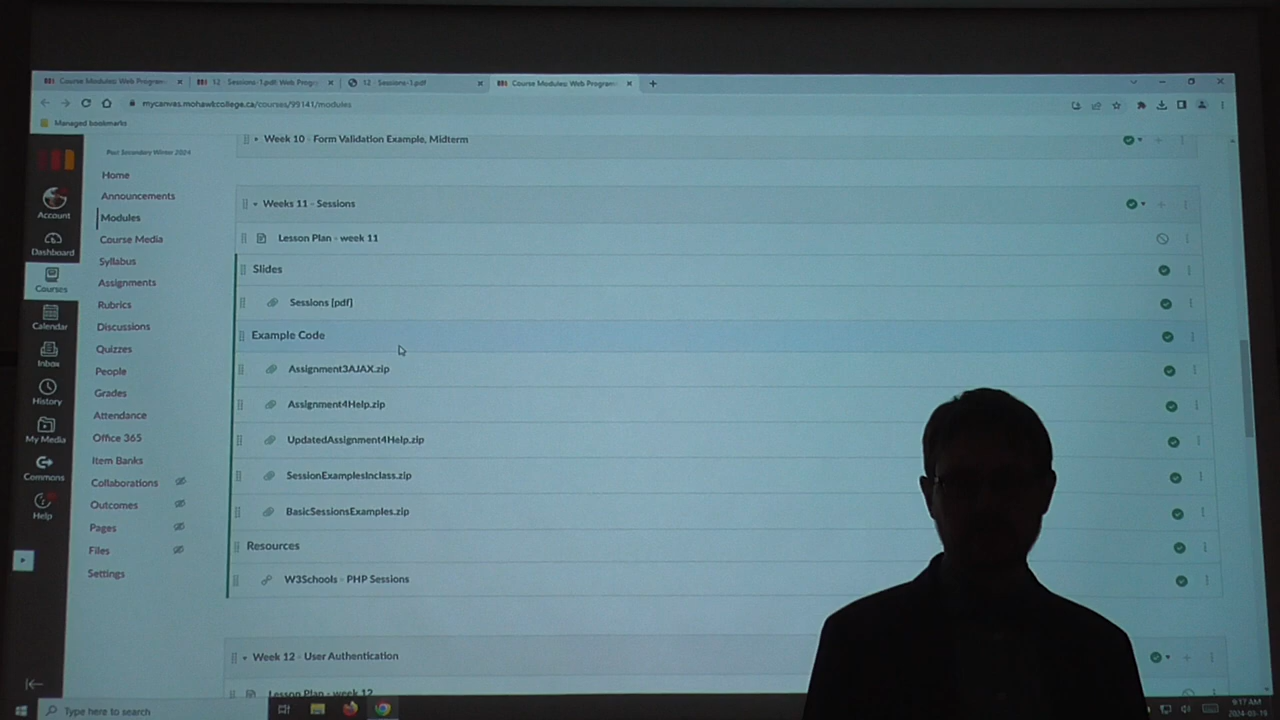 Course Modules: Web Program
12 - Sessions-1.pdf: Web Prog
12 - Sessions-1.pdf
Course Modules: Web Program
mycanvas.mohawkcollege.ca/courses/99141/modules
Managed bookmarks
Post Secondary Winter 2024
Home
Announcements
Modules
Course Media
Syllabus
Assignments
Rubrics
Discussions
Quizzes
People
Grades
Attendance
Office 365
Item Banks
Collaborations
Outcomes
Pages
Files
Settings
Account
Dashboard
Courses
Calendar
Inbox
History
My Media
Commons
Help
Week 10 - Form Validation Example, Midterm
Weeks 11 - Sessions
Lesson Plan - week 11
Slides
Sessions [pdf]
Example Code
Assignment3AJAX.zip
Assignment4Help.zip
UpdatedAssignment4Help.zip
SessionExamplesInclass.zip
BasicSessionsExamples.zip
Resources
W3Schools - PHP Sessions
Week 12 - User Authentication
Lesson Plan - week 12
Type here to search
9:17 AM